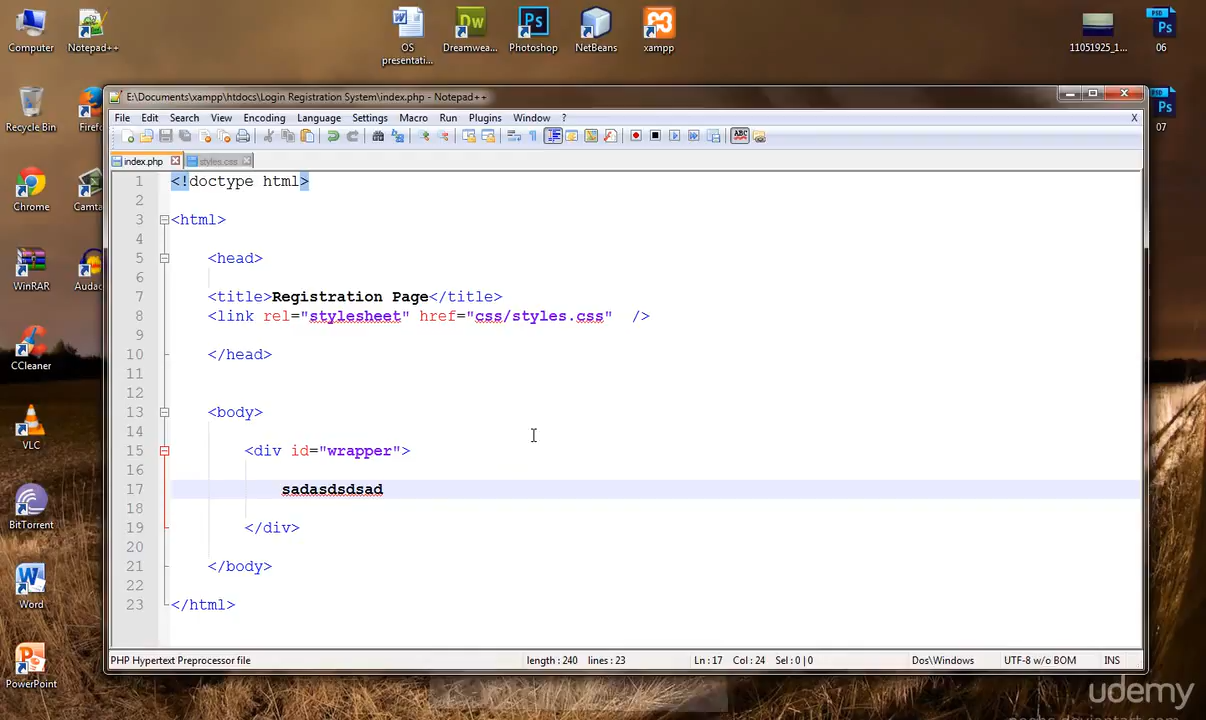 Computer
Notepad++
OS
presentati...
Dreamwea...
Photoshop
NetBeans
xampp
11051925_1...
06
E:\Documents\xampp\htdocs\Login Registration System\index.php - Notepad++
File Edit Search View Encoding Language Settings Macro Run Plugins Window ? X
index.php styles.css
Recycle Bin
Firef
07
Chrome
Camta
WinRAR
Audac
CCleaner
VLC
BitTorrent
Word
PowerPoint
1 <!doctype html>
2
3 <html>
4
5 <head>
6
7 <title>Registration Page</title>
8 <link rel="stylesheet" href="css/styles.css"  />
9
10 </head>
11
12
13 <body>
14
15 <div id="wrapper">
16
17 sadasdsdsad
18
19 </div>
20
21 </body>
22
23 </html>
PHP Hypertext Preprocessor file length : 240 lines : 23 Ln : 17 Col : 24 Sel : 0 | 0 Dos\Windows UTF-8 w/o BOM INS
udemy